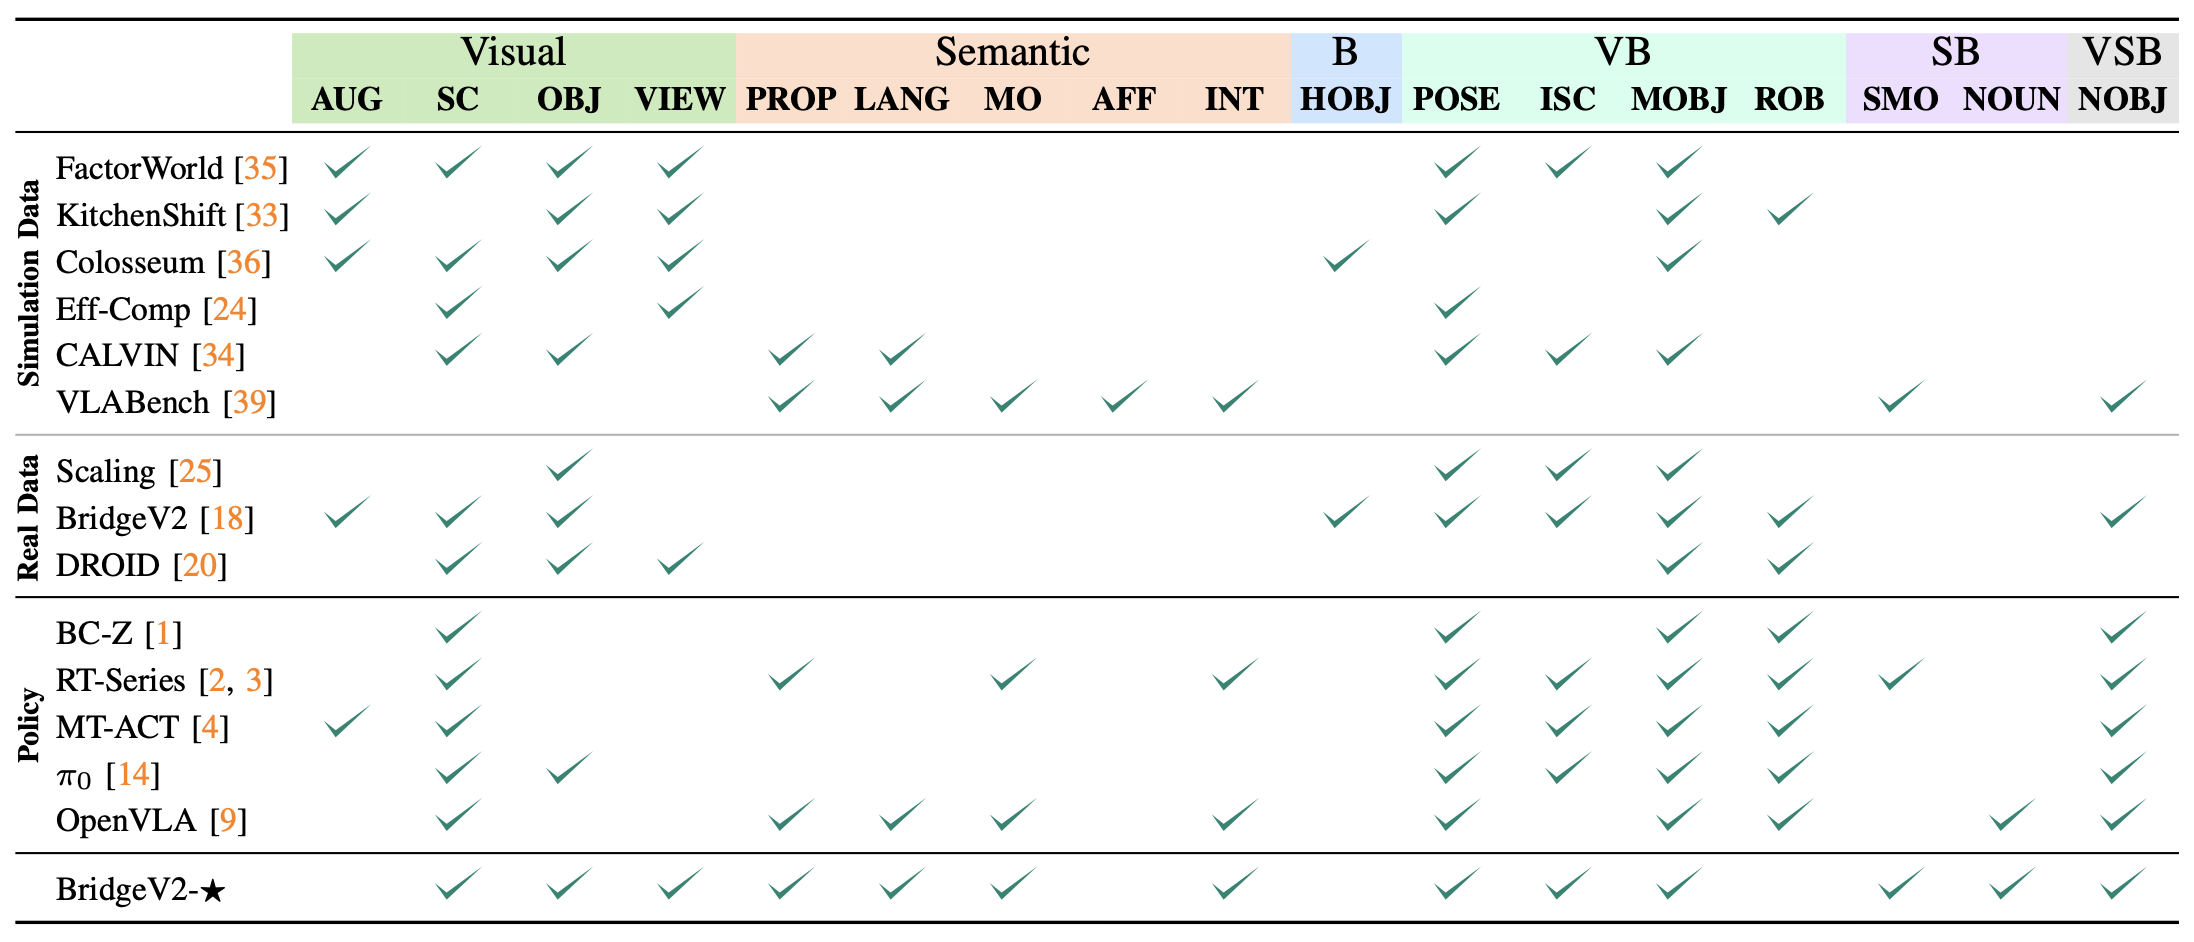 Visual Semantic B VB SB VSB
AUG SC OBJ VIEW PROP LANG MO AFF INT HOBJ POSE ISC MOBJ ROB SMO NOUN NOBJ
Simulation Data
FactorWorld [35] ✓ ✓ ✓ ✓ ✓ ✓ ✓
KitchenShift [33] ✓ ✓ ✓ ✓ ✓ ✓
Colosseum [36] ✓ ✓ ✓ ✓ ✓ ✓
Eff-Comp [24] ✓ ✓ ✓
CALVIN [34] ✓ ✓ ✓ ✓ ✓ ✓ ✓
VLABench [39] ✓ ✓ ✓ ✓ ✓ ✓ ✓
Real Data
Scaling [25] ✓ ✓ ✓ ✓
BridgeV2 [18] ✓ ✓ ✓ ✓ ✓ ✓ ✓ ✓ ✓
DROID [20] ✓ ✓ ✓ ✓ ✓
Policy
BC-Z [1] ✓ ✓ ✓ ✓ ✓
RT-Series [2, 3] ✓ ✓ ✓ ✓ ✓ ✓ ✓ ✓ ✓ ✓
MT-ACT [4] ✓ ✓ ✓ ✓ ✓ ✓ ✓
π0 [14] ✓ ✓ ✓ ✓ ✓ ✓ ✓
OpenVLA [9] ✓ ✓ ✓ ✓ ✓ ✓ ✓ ✓ ✓ ✓
BridgeV2-★ ✓ ✓ ✓ ✓ ✓ ✓ ✓ ✓ ✓ ✓ ✓ ✓ ✓